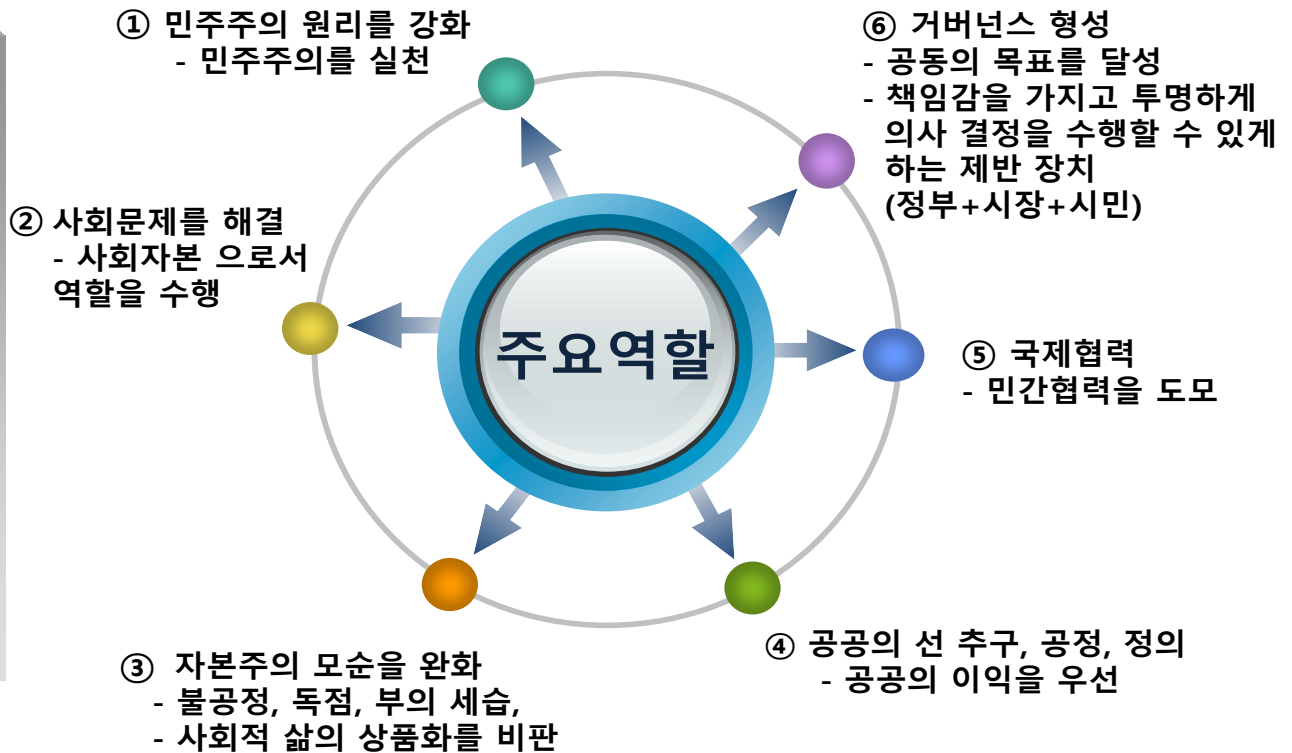 ① 민주주의 원리를 강화
- 민주주의를 실천
② 사회문제를 해결
- 사회자본 으로서
역할을 수행
③ 자본주의 모순을 완화
- 불공정, 독점, 부의 세습,
- 사회적 삶의 상품화를 비판
④ 공공의 선 추구, 공정, 정의
- 공공의 이익을 우선
⑤ 국제협력
- 민간협력을 도모
⑥ 거버넌스 형성
- 공동의 목표를 달성
- 책임감을 가지고 투명하게
의사 결정을 수행할 수 있게
하는 제반 장치
(정부+시장+시민)
주요역할